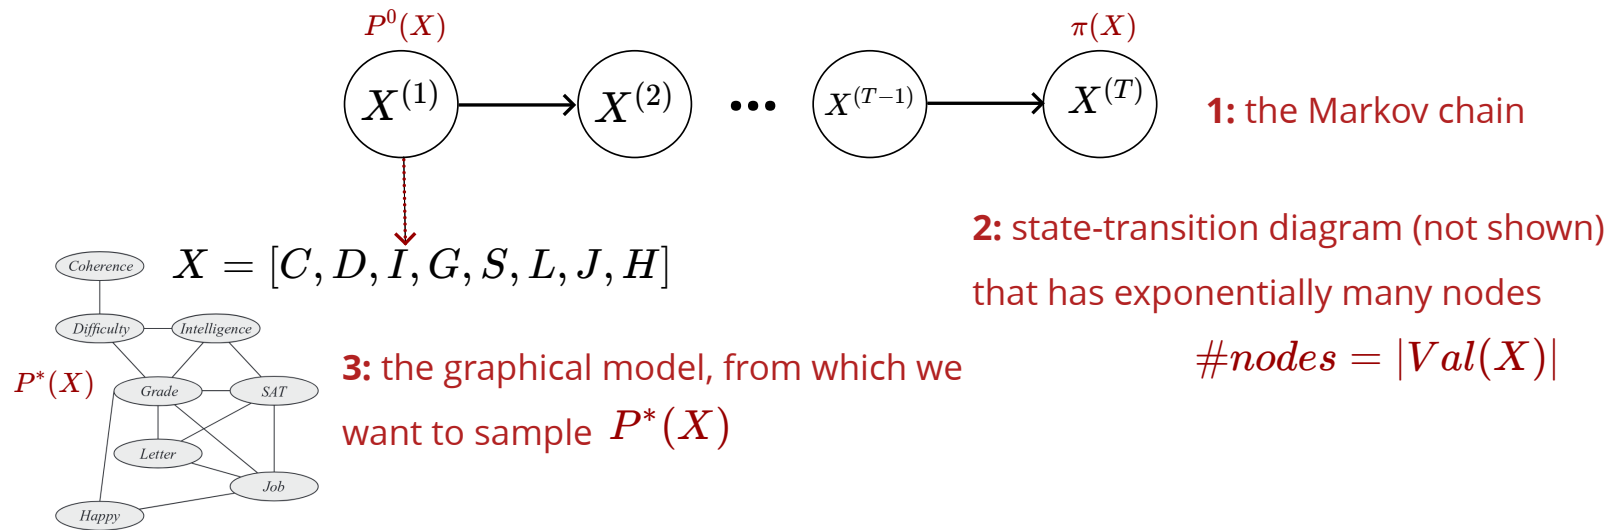 P^0(X)
π(X)
X^(1)
X^(2)
...
X^(T−1)
X^(T)
1: the Markov chain
2: state-transition diagram (not shown)
that has exponentially many nodes
#nodes = |Val(X)|
X = [C, D, I, G, S, L, J, H]
Coherence
Difficulty
Intelligence
P*(X)
Grade
SAT
Letter
Job
Happy
3: the graphical model, from which we
want to sample P*(X)